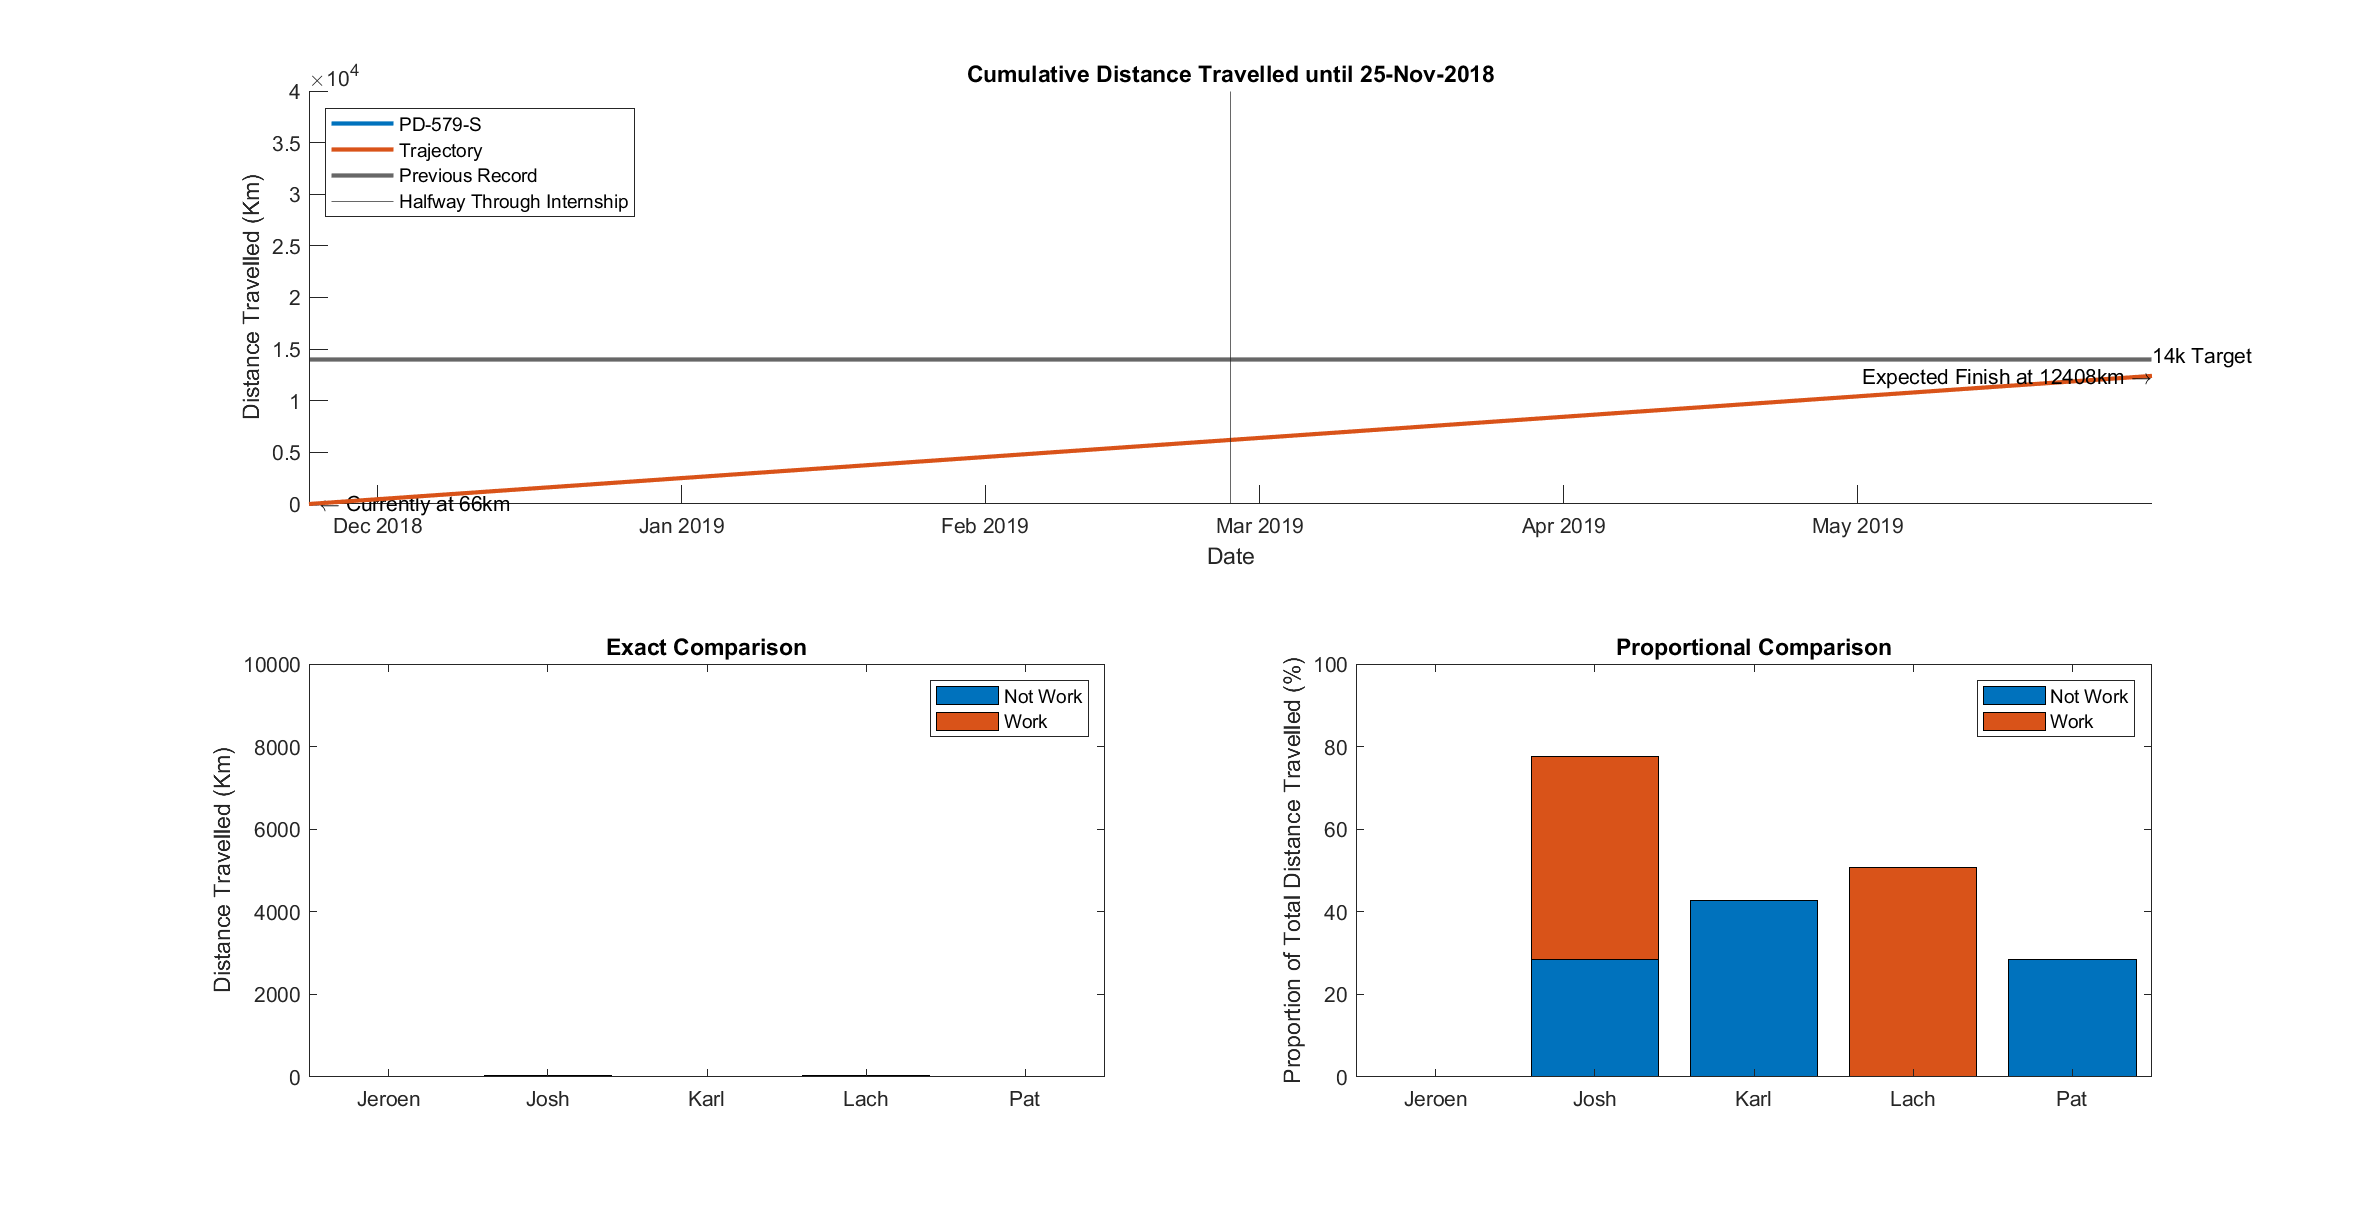 Cumulative Distance Travelled until 25-Nov-2018
×10^4
4
3.5
3
2.5
2
1.5
1
0.5
0
Distance Travelled (Km)
PD-579-S
Trajectory
Previous Record
Halfway Through Internship
14k Target
Expected Finish at 12408km →
← Currently at 66km
Dec 2018 Jan 2019 Feb 2019 Mar 2019 Apr 2019 May 2019
Date
Exact Comparison
10000
8000
6000
4000
2000
0
Distance Travelled (Km)
Not Work
Work
Jeroen Josh Karl Lach Pat
Proportional Comparison
100
80
60
40
20
0
Proportion of Total Distance Travelled (%)
Not Work
Work
Jeroen Josh Karl Lach Pat